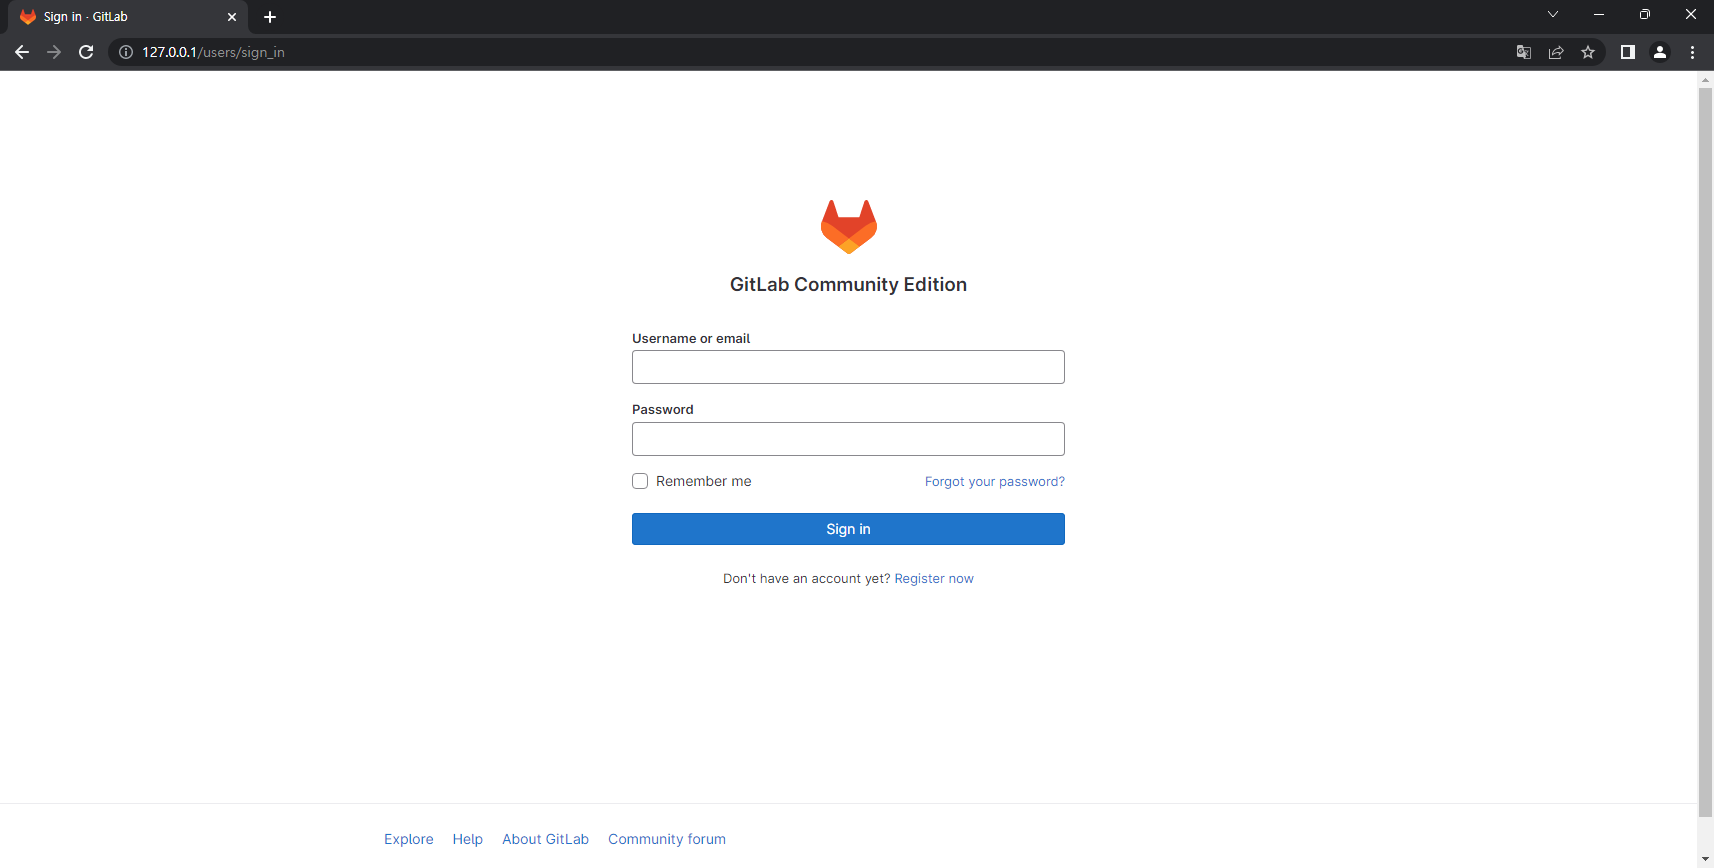 Sign in · GitLab
127.0.0.1/users/sign_in
GitLab Community Edition
Username or email
Password
Remember me Forgot your password?
Sign in
Don't have an account yet? Register now
Explore Help About GitLab Community forum